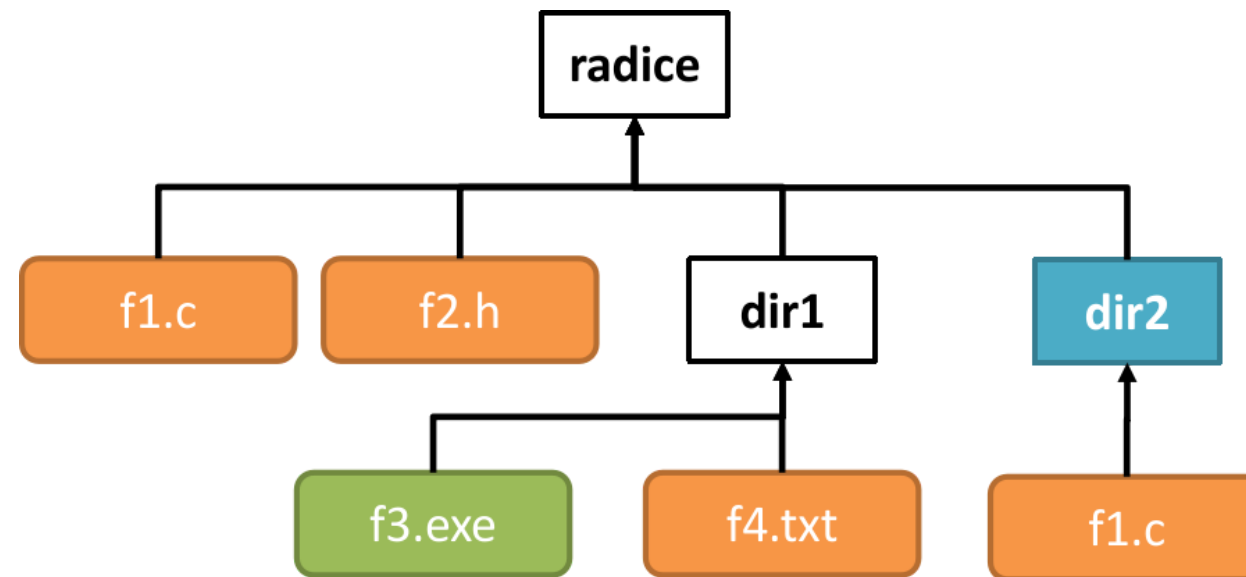 radice
f1.c
f2.h
dir1
dir2
f3.exe
f4.txt
f1.c